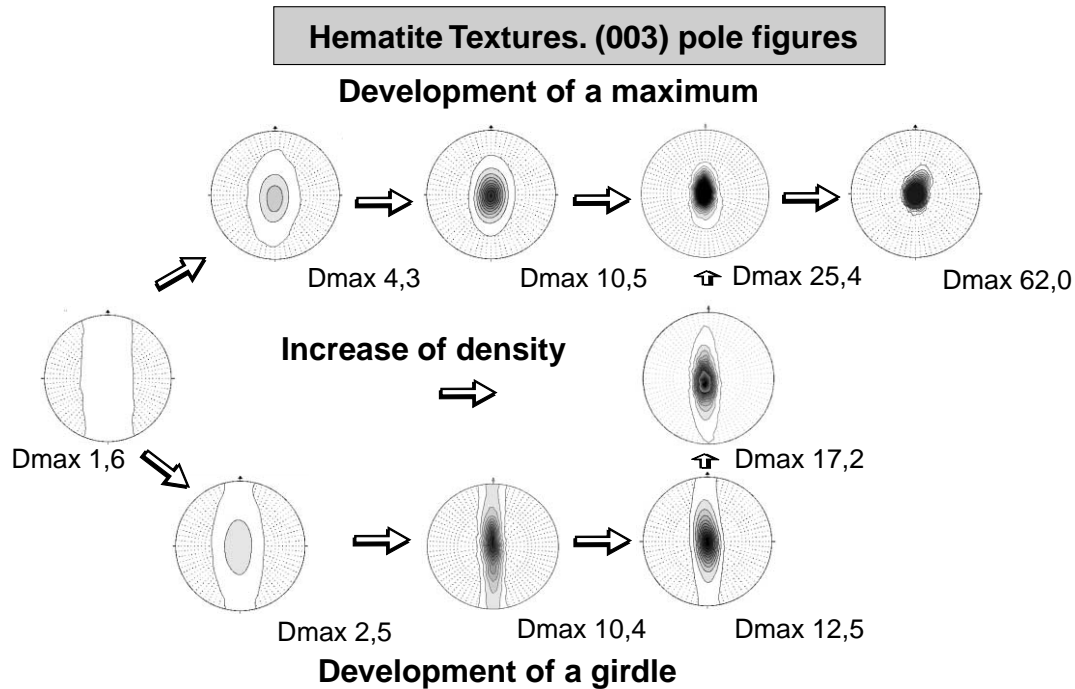 Hematite Textures. (003) pole figures
Development of a maximum
Dmax 4,3
Dmax 10,5
Dmax 25,4
Dmax 62,0
Increase of density
Dmax 1,6
Dmax 17,2
Dmax 2,5
Dmax 10,4
Dmax 12,5
Development of a girdle